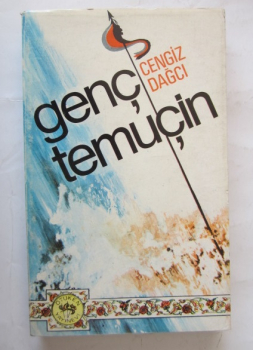 CENGİZ
DAĞCI
genç
temuçin